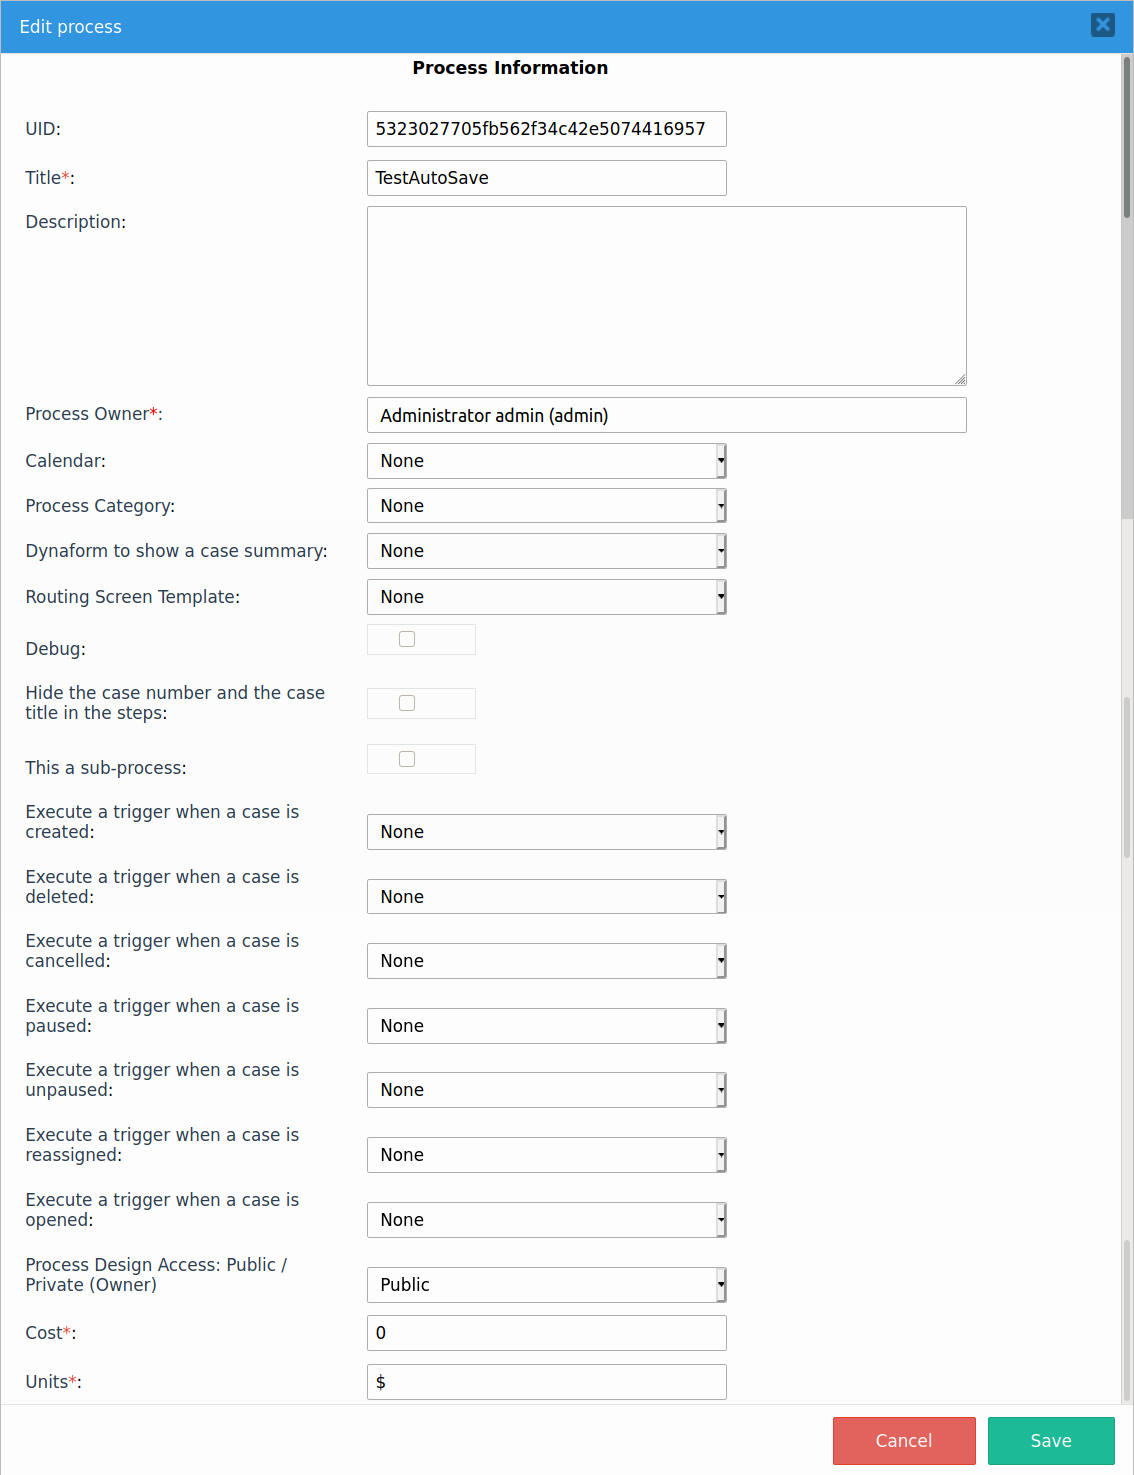 Edit process
Process Information
UID: 5323027705fb562f34c42e5074416957
Title*: TestAutoSave
Description:
Process Owner*: Administrator admin (admin)
Calendar: None
Process Category: None
Dynaform to show a case summary: None
Routing Screen Template: None
Debug:
Hide the case number and the case
title in the steps:
This a sub-process:
Execute a trigger when a case is
created: None
Execute a trigger when a case is
deleted: None
Execute a trigger when a case is
cancelled: None
Execute a trigger when a case is
paused: None
Execute a trigger when a case is
unpaused: None
Execute a trigger when a case is
reassigned: None
Execute a trigger when a case is
opened: None
Process Design Access: Public /
Private (Owner) Public
Cost*: 0
Units*: $
Cancel Save